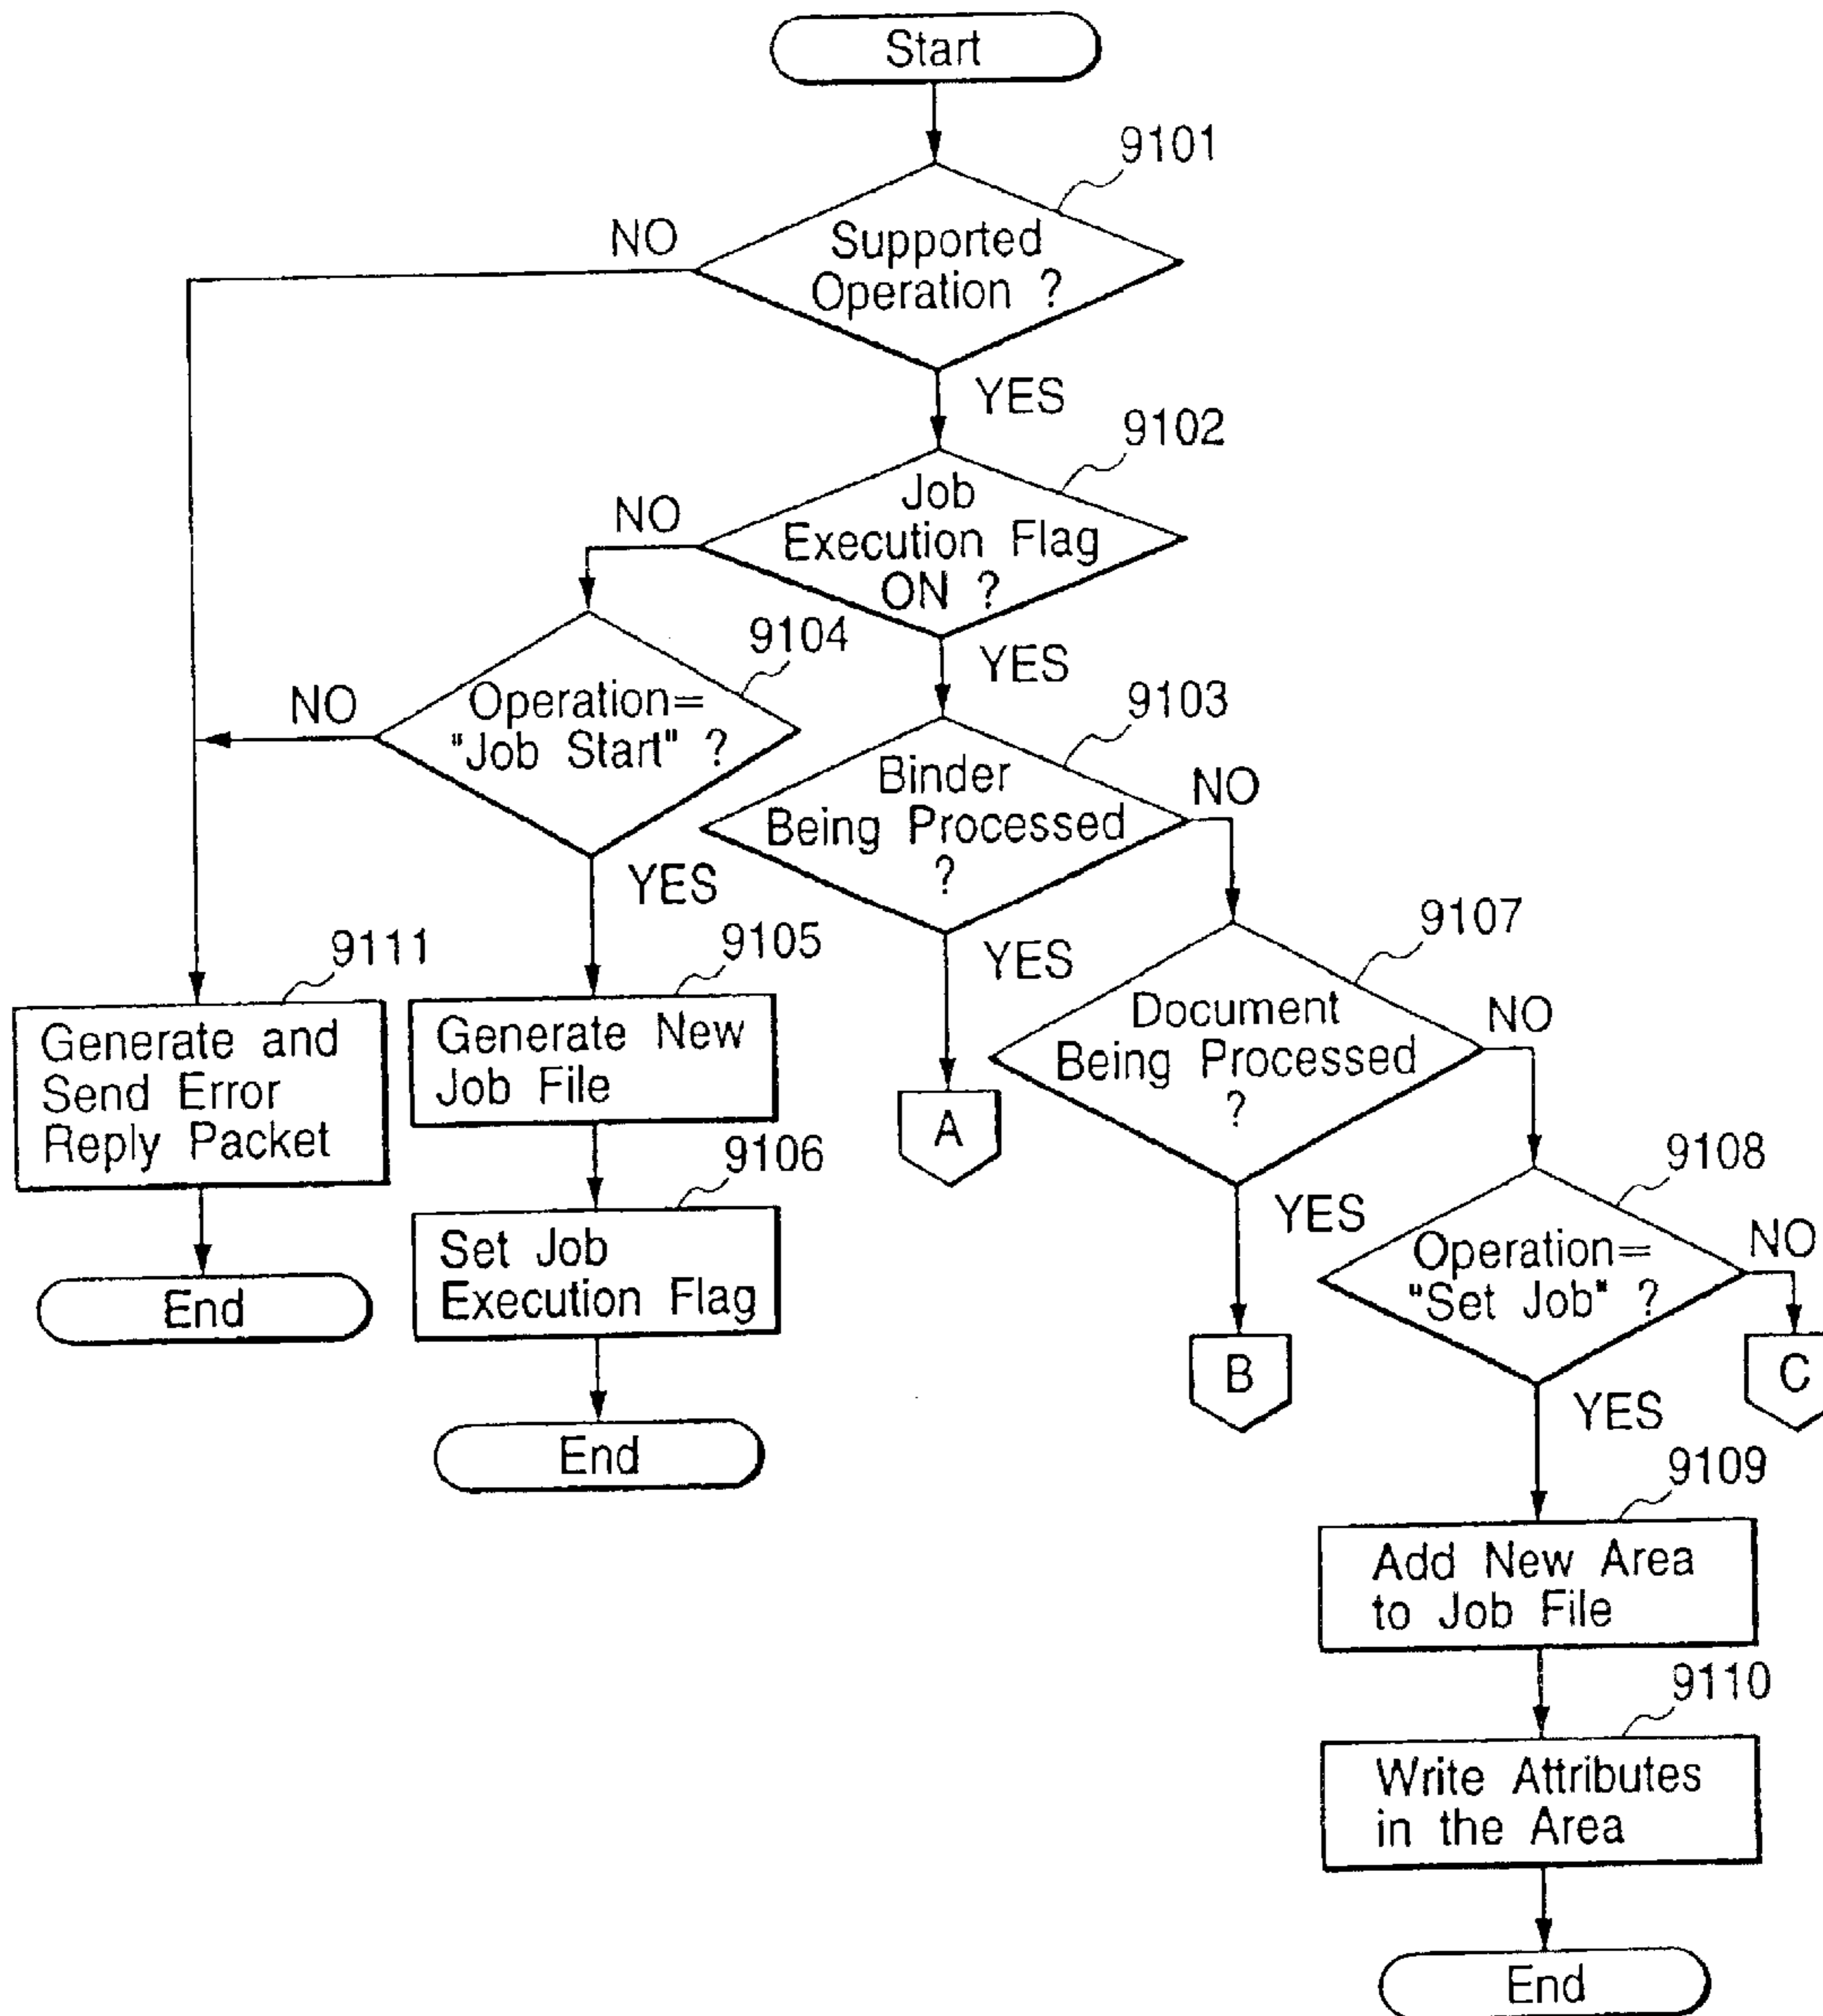 Start
9101
NO
Supported
Operation ?
YES
9102
NO
Job
Execution Flag
ON ?
YES
9104
NO
Operation=
"Job Start" ?
YES
9103
Binder
Being Processed
?
NO
YES
9107
Document
Being Processed
?
NO
YES
9111
Generate and
Send Error
Reply Packet
End
9105
Generate New
Job File
9106
Set Job
Execution Flag
End
A
B
9108
Operation=
"Set Job" ?
NO
C
YES
9109
Add New Area
to Job File
9110
Write Attributes
in the Area
End